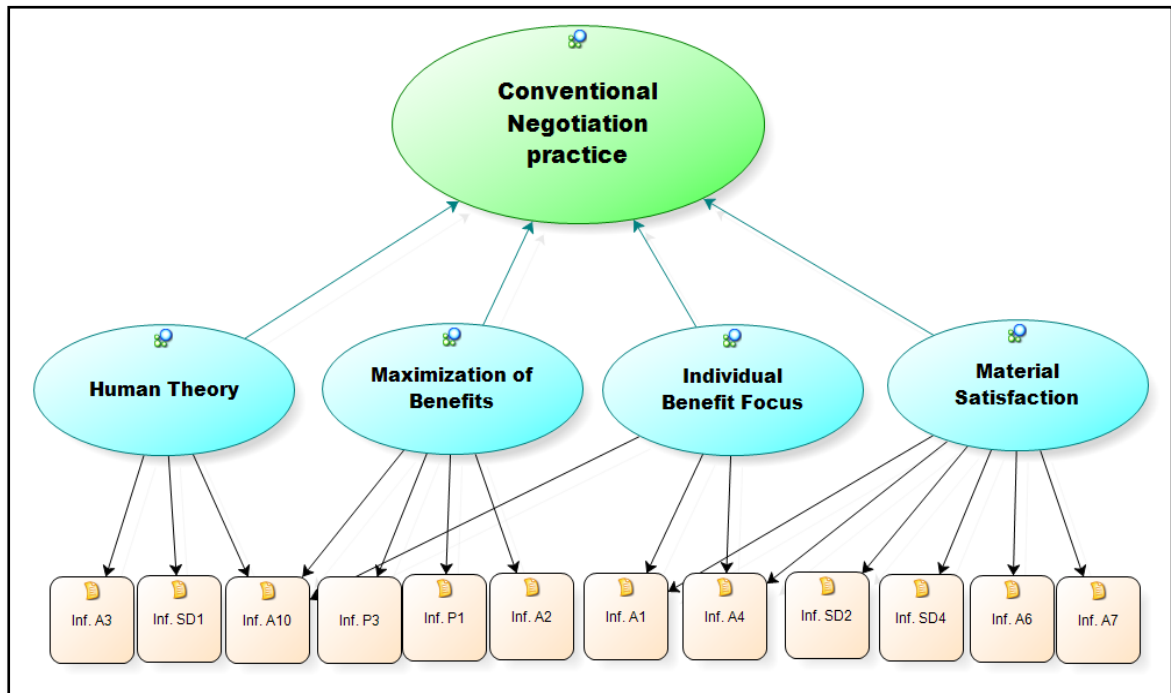 Conventional
Negotiation
practice
Human Theory
Maximization of
Benefits
Individual
Benefit Focus
Material
Satisfaction
Inf. A3
Inf. SD1
Inf. A10
Inf. P3
Inf. P1
Inf. A2
Inf. A1
Inf. A4
Inf. SD2
Inf. SD4
Inf. A6
Inf. A7